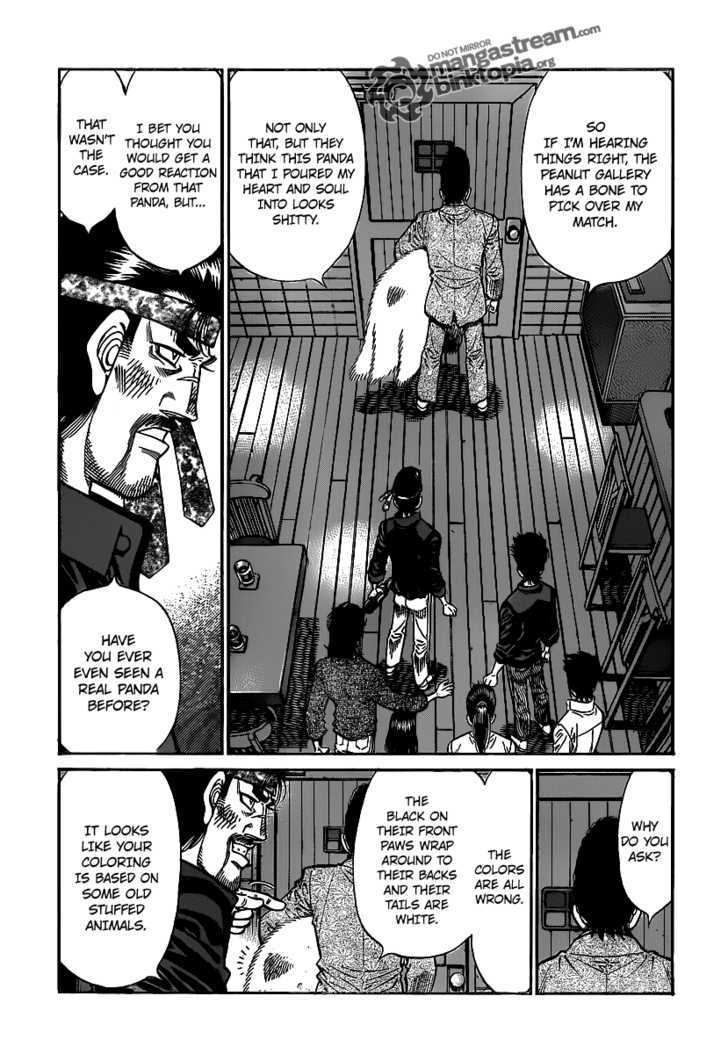 DO NOT MIRROR
mangastream.com
binktopia.org
SO
IF I'M HEARING
THINGS RIGHT, THE
PEANUT GALLERY
HAS A BONE TO
PICK OVER MY
MATCH.
NOT ONLY
THAT, BUT THEY
THINK THIS PANDA
THAT I POURED MY
HEART AND SOUL
INTO LOOKS
SHITTY.
I BET YOU
THOUGHT YOU
WOULD GET A
GOOD REACTION
FROM THAT
PANDA, BUT...
THAT
WASN'T
THE
CASE.
HAVE
YOU EVER
EVEN SEEN A
REAL PANDA
BEFORE?
WHY
DO YOU
ASK?
THE
COLORS
ARE ALL
WRONG.
THE
BLACK ON
THEIR FRONT
PAWS WRAP
AROUND TO
THEIR BACKS
AND THEIR
TAILS ARE
WHITE.
IT LOOKS
LIKE YOUR
COLORING
IS BASED ON
SOME OLD
STUFFED
ANIMALS.